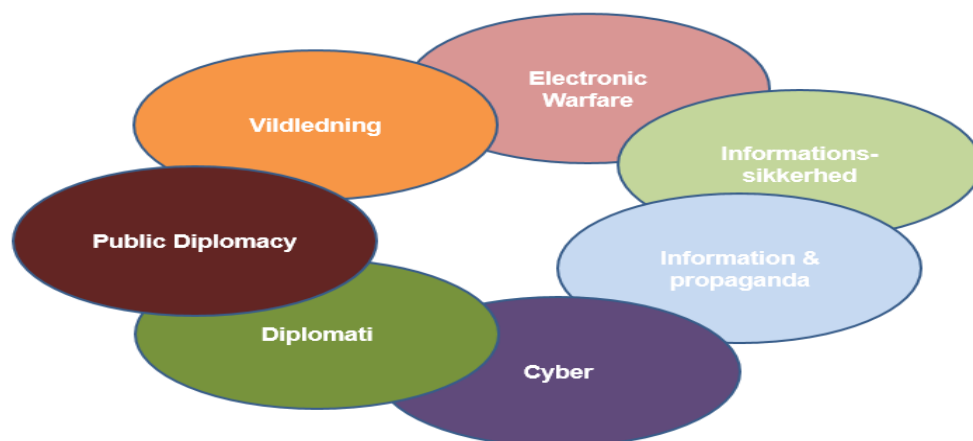 Electronic
Warfare
Vildledning
Informations-
sikkerhed
Public Diplomacy
Information &
propaganda
Diplomati
Cyber